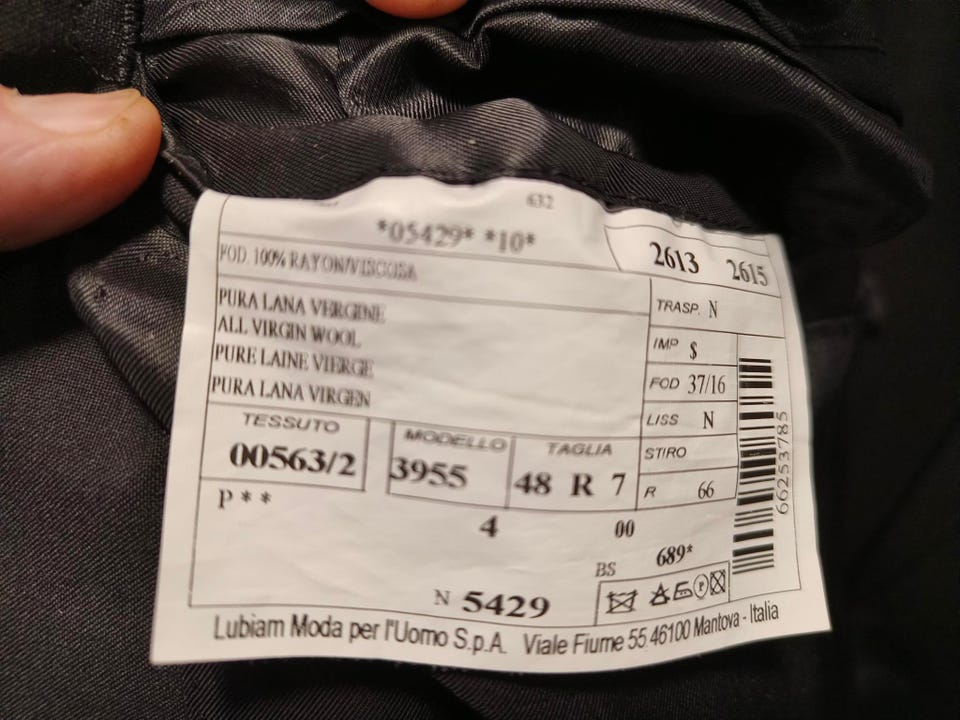 632
*05429* *10*
2613 2615
FOD. 100% RAYON/VISCOSA
PURA LANA VERGINE
ALL VIRGIN WOOL
PURE LAINE VIERGE
PURA LANA VIRGEN
TRASP. N
IMP $
FOD 37/16
LISS N
STIRO
R 66
TESSUTO MODELLO TAGLIA
00563/2 3955 48 R 7
P**
4 00
BS 689*
N 5429
66253785
Lubiam Moda per l'Uomo S.p.A. Viale Fiume 55 46100 Mantova - Italia